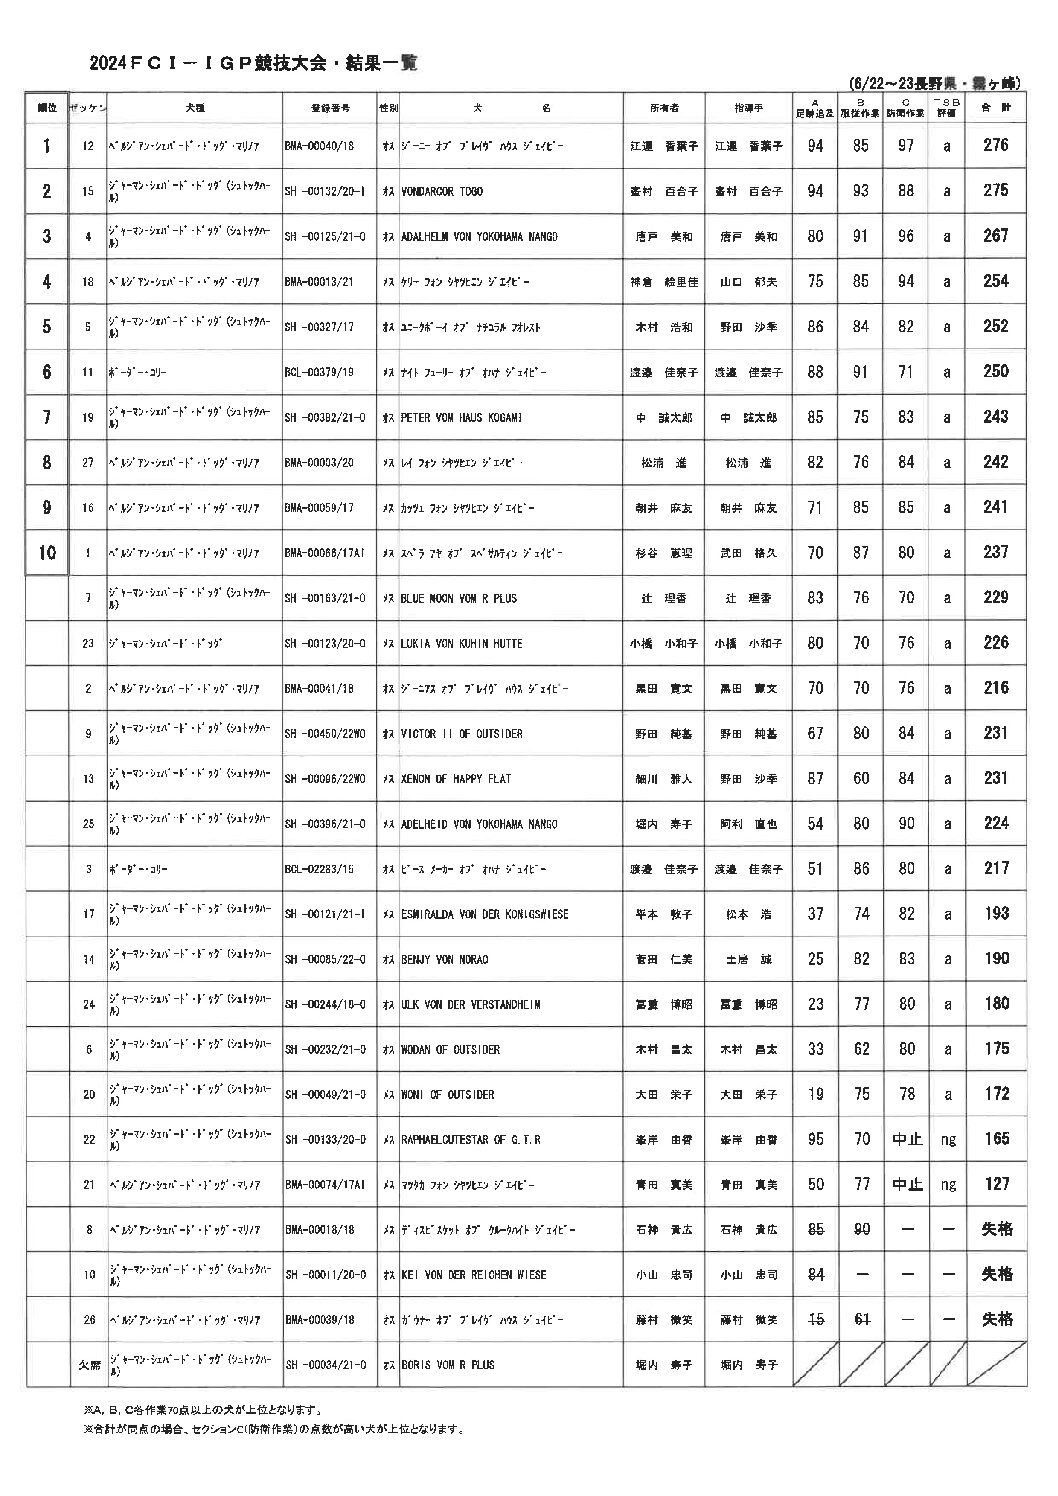 2024ＦＣＩ－ＩＧＰ競技大会・結果一覧
(6/22～23長野県・霧ヶ峰)
順位 ゼッケン 犬種 登録番号 性別 犬 名 所有者 指導手 A 足跡追及 B 服従作業 C 防衛作業 TSB 評価 合 計
1 12 ﾍﾞﾙｼﾞｱﾝ･ｼｪﾊﾟｰﾄﾞ･ﾄﾞｯｸﾞ･ﾏﾘﾉｱ BMA-00040/18 ｵｽ ｼﾞｰﾆｰ ｵﾌﾞ ﾌﾞﾚｲｳﾞ ﾊｳｽ ｼﾞｪｲﾋﾟｰ 江連 香葉子 江連 香葉子 94 85 97 a 276
2 15 ｼﾞｬｰﾏﾝ･ｼｪﾊﾟｰﾄﾞ･ﾄﾞｯｸﾞ(ｼｭﾄｯｸﾊｰﾙ) SH -00132/20-1 ｵｽ VONDARCOR TOGO 峯村 百合子 峯村 百合子 94 93 88 a 275
3 4 ｼﾞｬｰﾏﾝ･ｼｪﾊﾟｰﾄﾞ･ﾄﾞｯｸﾞ(ｼｭﾄｯｸﾊｰﾙ) SH -00125/21-0 ｵｽ ADALHELM VON YOKOHAMA NANGO 唐戸 美和 唐戸 美和 80 91 96 a 267
4 18 ﾍﾞﾙｼﾞｱﾝ･ｼｪﾊﾟｰﾄﾞ･ﾄﾞｯｸﾞ･ﾏﾘﾉｱ BMA-00013/21 ﾒｽ ｹﾘｰ ﾌｫﾝ ｼﾔﾂﾋｴﾝ ｼﾞｪｲﾋﾟｰ 神倉 絵里佳 山口 郁夫 75 85 94 a 254
5 5 ｼﾞｬｰﾏﾝ･ｼｪﾊﾟｰﾄﾞ･ﾄﾞｯｸﾞ(ｼｭﾄｯｸﾊｰﾙ) SH -00327/17 ｵｽ ﾕﾆｰｸﾎﾞｰｲ ｵﾌﾞ ﾅﾁｭﾗﾙ ﾌｵﾚｽﾄ 木村 浩和 野田 沙季 86 84 82 a 252
6 11 ﾎﾞｰﾀﾞｰ･ｺﾘｰ BCL-00379/19 ﾒｽ ﾅｲﾄ ﾌｭｰﾘｰ ｵﾌﾞ ｵﾊﾅ ｼﾞｪｲﾋﾟｰ 渡邉 佳奈子 渡邉 佳奈子 88 91 71 a 250
7 19 ｼﾞｬｰﾏﾝ･ｼｪﾊﾟｰﾄﾞ･ﾄﾞｯｸﾞ(ｼｭﾄｯｸﾊｰﾙ) SH -00382/21-0 ｵｽ PETER VOM HAUS KOGAMI 中 誠太郎 中 誠太郎 85 75 83 a 243
8 27 ﾍﾞﾙｼﾞｱﾝ･ｼｪﾊﾟｰﾄﾞ･ﾄﾞｯｸﾞ･ﾏﾘﾉｱ BMA-00003/20 ﾒｽ ﾚｲ ﾌｫﾝ ｼﾔﾂﾋｴﾝ ｼﾞｪｲﾋﾟｰ 松浦 進 松浦 進 82 76 84 a 242
9 16 ﾍﾞﾙｼﾞｱﾝ･ｼｪﾊﾟｰﾄﾞ･ﾄﾞｯｸﾞ･ﾏﾘﾉｱ BMA-00059/17 ﾒｽ ｶｯﾂｭ ﾌｫﾝ ｼﾔﾂﾋｴﾝ ｼﾞｪｲﾋﾟｰ 朝井 麻友 朝井 麻友 71 85 85 a 241
10 1 ﾍﾞﾙｼﾞｱﾝ･ｼｪﾊﾟｰﾄﾞ･ﾄﾞｯｸﾞ･ﾏﾘﾉｱ BMA-00066/17AI ﾒｽ ｽﾍﾟﾗ ｱﾔ ｵﾌﾞ ｽﾍﾟｻﾙﾃｨﾝ ｼﾞｪｲﾋﾟｰ 杉谷 憲理 武田 格久 70 87 80 a 237
7 ｼﾞｬｰﾏﾝ･ｼｪﾊﾟｰﾄﾞ･ﾄﾞｯｸﾞ(ｼｭﾄｯｸﾊｰﾙ) SH -00163/21-0 ﾒｽ BLUE MOON VOM R PLUS 辻 理香 辻 理香 83 76 70 a 229
23 ｼﾞｬｰﾏﾝ･ｼｪﾊﾟｰﾄﾞ･ﾄﾞｯｸﾞ SH -00123/20-0 ﾒｽ LUKIA VON KUHIN HUTTE 小橋 小和子 小橋 小和子 80 70 76 a 226
2 ﾍﾞﾙｼﾞｱﾝ･ｼｪﾊﾟｰﾄﾞ･ﾄﾞｯｸﾞ･ﾏﾘﾉｱ BMA-00041/18 ｵｽ ｼﾞｰﾆｱｽ ｵﾌﾞ ﾌﾞﾚｲｳﾞ ﾊｳｽ ｼﾞｪｲﾋﾟｰ 黒田 寛文 黒田 寛文 70 70 76 a 216
9 ｼﾞｬｰﾏﾝ･ｼｪﾊﾟｰﾄﾞ･ﾄﾞｯｸﾞ(ｼｭﾄｯｸﾊｰﾙ) SH -00450/22WO ｵｽ VICTOR II OF OUTSIDER 野田 純基 野田 純基 67 80 84 a 231
13 ｼﾞｬｰﾏﾝ･ｼｪﾊﾟｰﾄﾞ･ﾄﾞｯｸﾞ(ｼｭﾄｯｸﾊｰﾙ) SH -00096/22WO ﾒｽ XENON OF HAPPY FLAT 細川 雅人 野田 沙季 87 60 84 a 231
25 ｼﾞｬｰﾏﾝ･ｼｪﾊﾟｰﾄﾞ･ﾄﾞｯｸﾞ(ｼｭﾄｯｸﾊｰﾙ) SH -00396/21-0 ﾒｽ ADELHEID VON YOKOHAMA NANGO 堀内 寿子 阿利 直也 54 80 90 a 224
3 ﾎﾞｰﾀﾞｰ･ｺﾘｰ BCL-02283/15 ｵｽ ﾋﾟｰｽ ﾒｰｶｰ ｵﾌﾞ ｵﾊﾅ ｼﾞｪｲﾋﾟｰ 渡邉 佳奈子 渡邉 佳奈子 51 86 80 a 217
17 ｼﾞｬｰﾏﾝ･ｼｪﾊﾟｰﾄﾞ･ﾄﾞｯｸﾞ(ｼｭﾄｯｸﾊｰﾙ) SH -00121/21-1 ﾒｽ ESMIRALDA VON DER KONIGSWIESE 平本 敦子 松本 浩 37 74 82 a 193
14 ｼﾞｬｰﾏﾝ･ｼｪﾊﾟｰﾄﾞ･ﾄﾞｯｸﾞ(ｼｭﾄｯｸﾊｰﾙ) SH -00085/22-0 ｵｽ BENJY VON NORAO 菅田 仁美 土居 誠 25 82 83 a 190
24 ｼﾞｬｰﾏﾝ･ｼｪﾊﾟｰﾄﾞ･ﾄﾞｯｸﾞ(ｼｭﾄｯｸﾊｰﾙ) SH -00244/18-0 ｵｽ ULK VON DER VERSTANDHEIM 冨重 博昭 冨重 博昭 23 77 80 a 180
6 ｼﾞｬｰﾏﾝ･ｼｪﾊﾟｰﾄﾞ･ﾄﾞｯｸﾞ(ｼｭﾄｯｸﾊｰﾙ) SH -00232/21-0 ｵｽ WODAN OF OUTSIDER 木村 昌太 木村 昌太 33 62 80 a 175
20 ｼﾞｬｰﾏﾝ･ｼｪﾊﾟｰﾄﾞ･ﾄﾞｯｸﾞ(ｼｭﾄｯｸﾊｰﾙ) SH -00049/21-0 ﾒｽ WONI OF OUTSIDER 大田 栄子 大田 栄子 19 75 78 a 172
22 ｼﾞｬｰﾏﾝ･ｼｪﾊﾟｰﾄﾞ･ﾄﾞｯｸﾞ(ｼｭﾄｯｸﾊｰﾙ) SH -00133/20-0 ﾒｽ RAPHAELCUTESTAR OF G.T.R 峯岸 由香 峯岸 由香 95 70 中止 ng 165
21 ﾍﾞﾙｼﾞｱﾝ･ｼｪﾊﾟｰﾄﾞ･ﾄﾞｯｸﾞ･ﾏﾘﾉｱ BMA-00074/17AI ﾒｽ ﾏﾂﾀｶ ﾌｫﾝ ｼﾔﾂﾋｴﾝ ｼﾞｪｲﾋﾟｰ 青田 真美 青田 真美 50 77 中止 ng 127
8 ﾍﾞﾙｼﾞｱﾝ･ｼｪﾊﾟｰﾄﾞ･ﾄﾞｯｸﾞ･ﾏﾘﾉｱ BMA-00018/18 ﾒｽ ﾃﾞｨｽﾋﾞｽｹｯﾄ ｵﾌﾞ ｸﾙｰｸﾊｲﾄ ｼﾞｪｲﾋﾟｰ 石神 貴広 石神 貴広 85 90 － － 失格
10 ｼﾞｬｰﾏﾝ･ｼｪﾊﾟｰﾄﾞ･ﾄﾞｯｸﾞ(ｼｭﾄｯｸﾊｰﾙ) SH -00011/20-0 ｵｽ KEI VON DER REICHEN WIESE 小山 忠司 小山 忠司 84 － － － 失格
26 ﾍﾞﾙｼﾞｱﾝ･ｼｪﾊﾟｰﾄﾞ･ﾄﾞｯｸﾞ･ﾏﾘﾉｱ BMA-00039/18 ｵｽ ｶﾞｳﾅｰ ｵﾌﾞ ﾌﾞﾚｲｳﾞ ﾊｳｽ ｼﾞｪｲﾋﾟｰ 藤村 微笑 藤村 微笑 15 61 － － 失格
欠席 ｼﾞｬｰﾏﾝ･ｼｪﾊﾟｰﾄﾞ･ﾄﾞｯｸﾞ(ｼｭﾄｯｸﾊｰﾙ) SH -00034/21-0 ｵｽ BORIS VOM R PLUS 堀内 寿子 堀内 寿子
※A, B, C各作業70点以上の犬が上位となります。
※合計が同点の場合、セクションC(防衛作業)の点数が高い犬が上位となります。